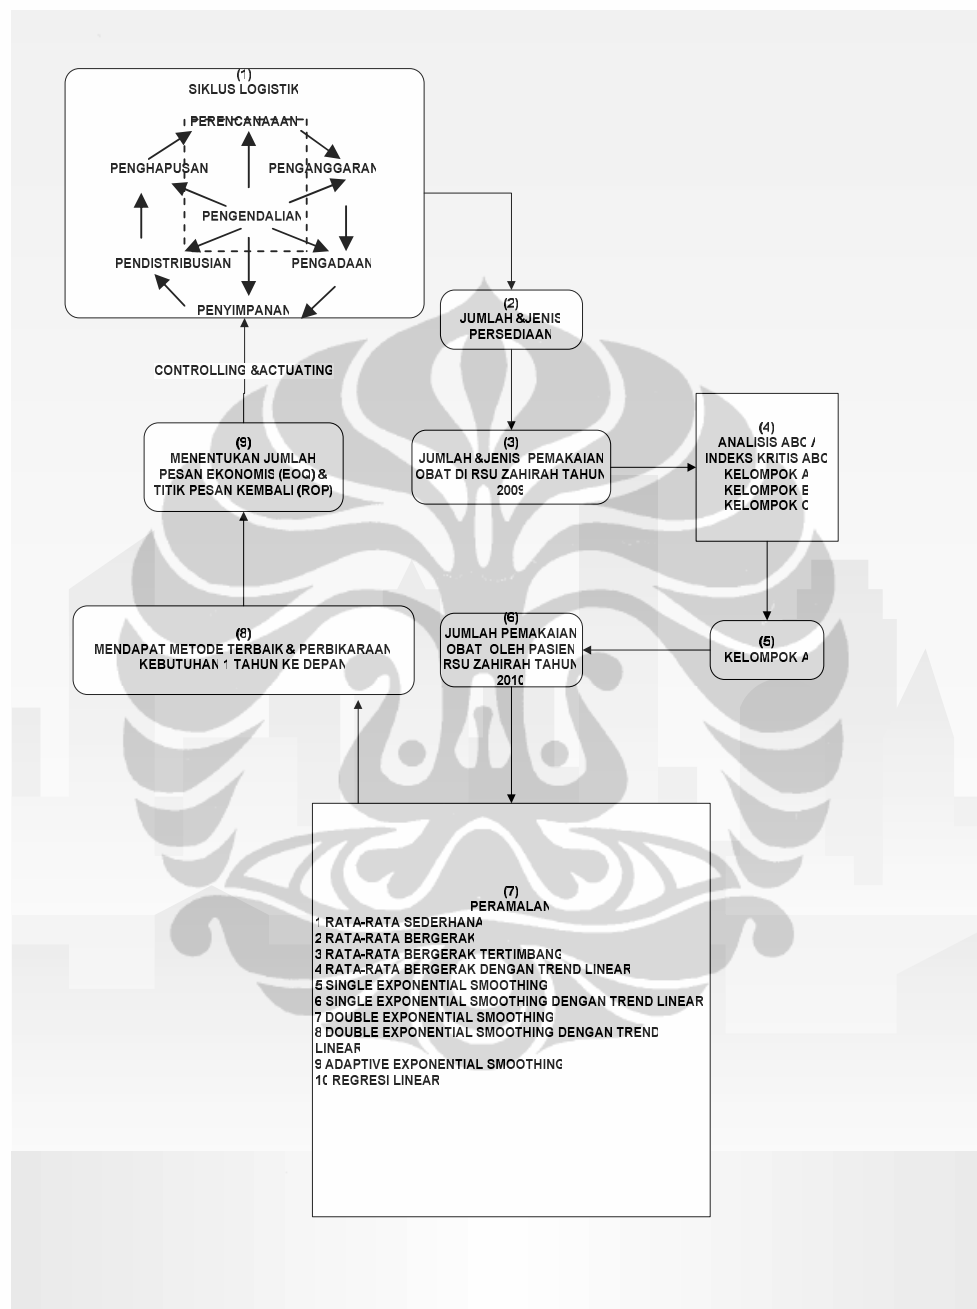 (1)
SIKLUS LOGISTIK
PERENCANAAAN
PENGHAPUSAN
PENGANGGARAN
PENGENDALIAN
PENDISTRIBUSIAN
PENGADAAN
PENYIMPANAN
(2)
JUMLAH &JENIS
PERSEDIAAN
CONTROLLING &ACTUATING
(9)
MENENTUKAN JUMLAH
PESAN EKONOMIS (EOQ) &
TITIK PESAN KEMBALI (ROP)
(3)
JUMLAH &JENIS PEMAKAIAN
OBAT DI RSU ZAHIRAH TAHUN
2009
(4)
ANALISIS ABC /
INDEKS KRITIS ABC
KELOMPOK A
KELOMPOK B
KELOMPOK C
(8)
MENDAPAT METODE TERBAIK & PERBIKARAAN
KEBUTUHAN 1 TAHUN KE DEPAN
(6)
JUMLAH PEMAKAIAN
OBAT OLEH PASIEN
RSU ZAHIRAH TAHUN
2010
(5)
KELOMPOK A
(7)
PERAMALAN
1 RATA-RATA SEDERHANA
2 RATA-RATA BERGERAK
3 RATA-RATA BERGERAK TERTIMBANG
4 RATA-RATA BERGERAK DENGAN TREND LINEAR
5 SINGLE EXPONENTIAL SMOOTHING
6 SINGLE EXPONENTIAL SMOOTHING DENGAN TREND LINEAR
7 DOUBLE EXPONENTIAL SMOOTHING
8 DOUBLE EXPONENTIAL SMOOTHING DENGAN TREND
LINEAR
9 ADAPTIVE EXPONENTIAL SMOOTHING
10 REGRESI LINEAR